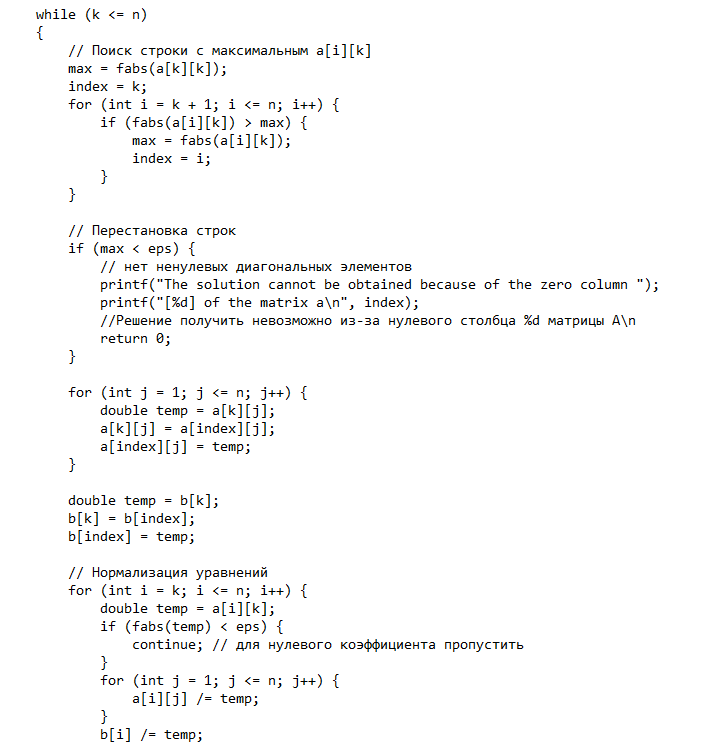 while (k <= n)
{
    // Поиск строки с максимальным a[i][k]
    max = fabs(a[k][k]);
    index = k;
    for (int i = k + 1; i <= n; i++) {
        if (fabs(a[i][k]) > max) {
            max = fabs(a[i][k]);
            index = i;
        }
    }

    // Перестановка строк
    if (max < eps) {
        // нет ненулевых диагональных элементов
        printf("The solution cannot be obtained because of the zero column ");
        printf("[%d] of the matrix a\n", index);
        //Решение получить невозможно из-за нулевого столбца %d матрицы A\n
        return 0;
    }

    for (int j = 1; j <= n; j++) {
        double temp = a[k][j];
        a[k][j] = a[index][j];
        a[index][j] = temp;
    }

    double temp = b[k];
    b[k] = b[index];
    b[index] = temp;

    // Нормализация уравнений
    for (int i = k; i <= n; i++) {
        double temp = a[i][k];
        if (fabs(temp) < eps) {
            continue; // для нулевого коэффициента пропустить
        }
        for (int j = 1; j <= n; j++) {
            a[i][j] /= temp;
        }
        b[i] /= temp;